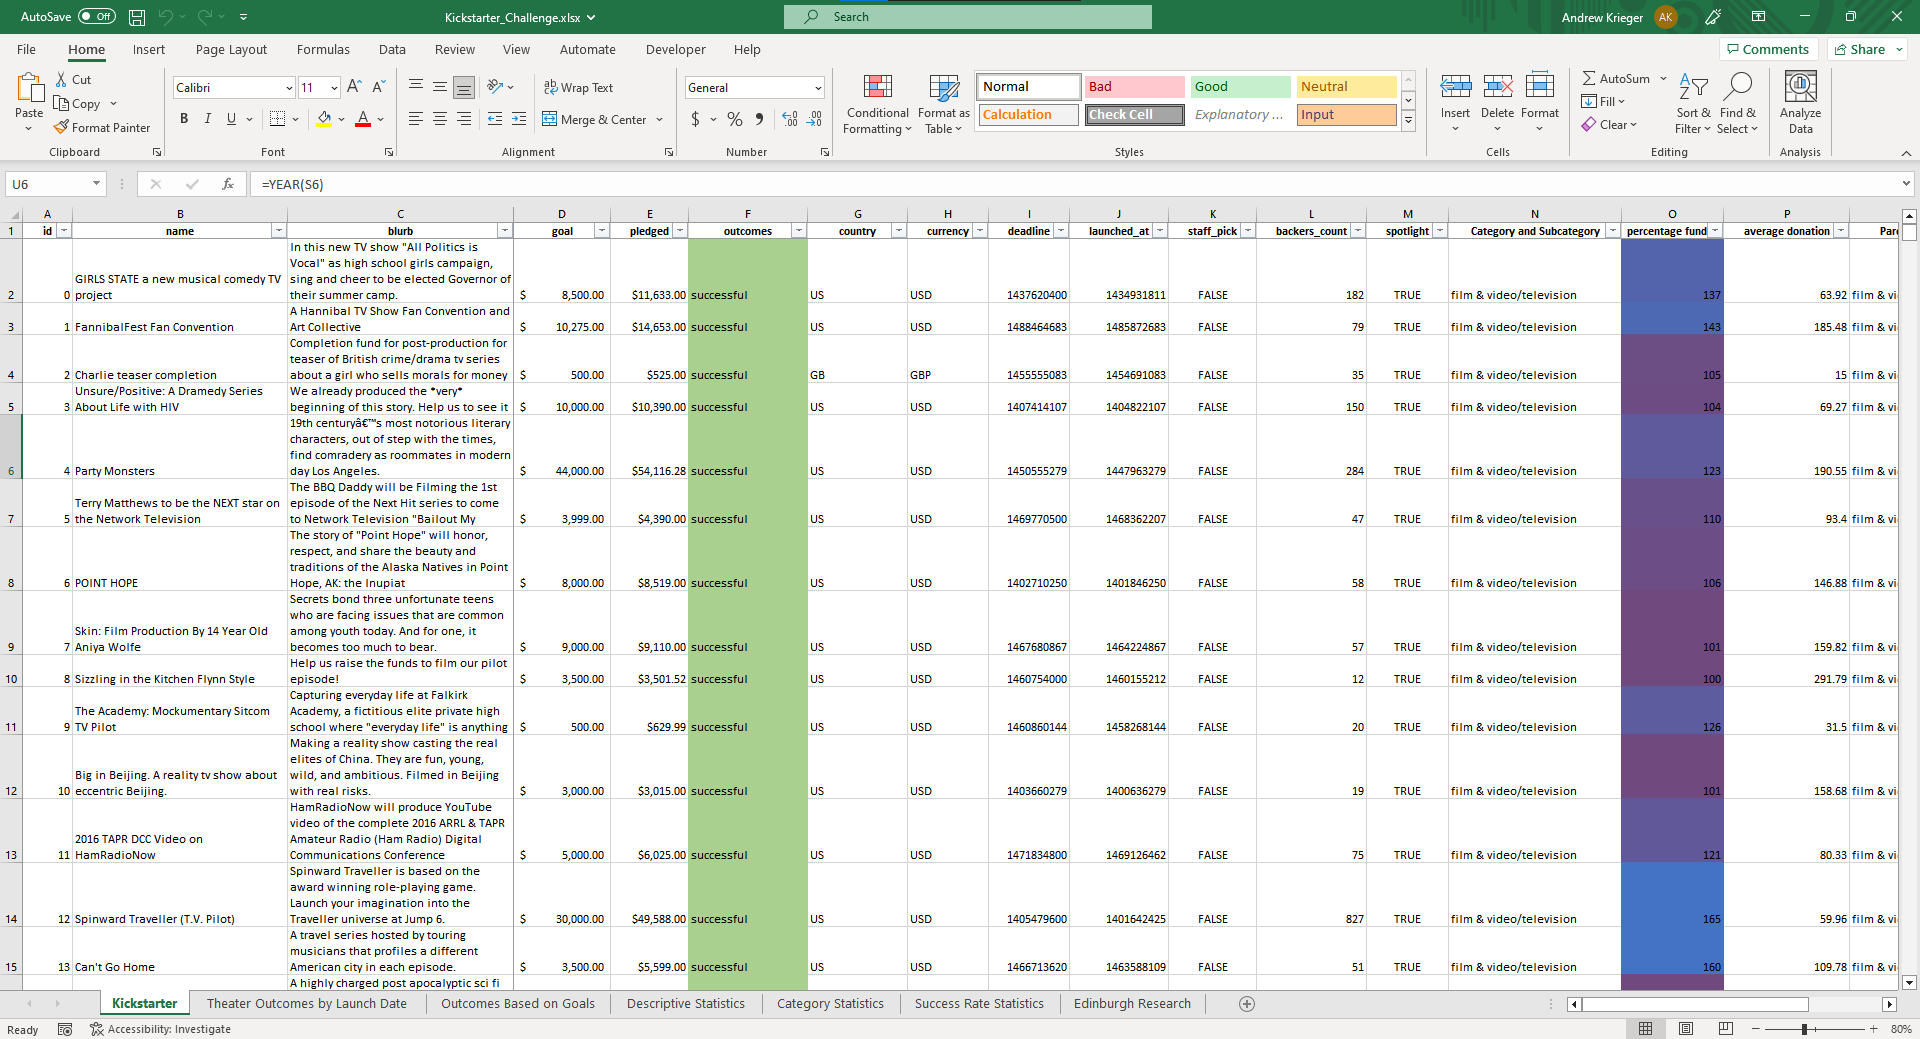 AutoSave Off Kickstarter_Challenge.xlsx Search Andrew Krieger AK
File Home Insert Page Layout Formulas Data Review View Automate Developer Help Comments Share
Paste Cut Copy Format Painter Clipboard
Calibri 11 B I U Font
Wrap Text Merge & Center Alignment
General $ % Number
Conditional Formatting Format as Table Normal Bad Good Neutral Calculation Check Cell Explanatory ... Input Styles
Insert Delete Format Cells
AutoSum Fill Clear Sort & Filter Find & Select Editing
Analyze Data Analysis
U6 fx =YEAR(S6)
A B C D E F G H I J K L M N O P
1 id name blurb goal pledged outcomes country currency deadline launched_at staff_pick backers_count spotlight Category and Subcategory percentage fund average donation Par
2 0 GIRLS STATE a new musical comedy TV project In this new TV show "All Politics is Vocal" as high school girls campaign, sing and cheer to be elected Governor of their summer camp. $ 8,500.00 $11,633.00 successful US USD 1437620400 1434931811 FALSE 182 TRUE film & video/television 137 63.92 film & vi
3 1 FannibalFest Fan Convention A Hannibal TV Show Fan Convention and Art Collective $ 10,275.00 $14,653.00 successful US USD 1488464683 1485872683 FALSE 79 TRUE film & video/television 143 185.48 film & vi
4 2 Charlie teaser completion Completion fund for post-production for teaser of British crime/drama tv series about a girl who sells morals for money $ 500.00 $525.00 successful GB GBP 1455555083 1454691083 FALSE 35 TRUE film & video/television 105 15 film & vi
5 3 Unsure/Positive: A Dramedy Series About Life with HIV We already produced the *very* beginning of this story. Help us to see it $ 10,000.00 $10,390.00 successful US USD 1407414107 1404822107 FALSE 150 TRUE film & video/television 104 69.27 film & vi
6 4 Party Monsters 19th centuryâ€™s most notorious literary characters, out of step with the times, find comradery as roommates in modern day Los Angeles. $ 44,000.00 $54,116.28 successful US USD 1450555279 1447963279 FALSE 284 TRUE film & video/television 123 190.55 film & vi
7 5 Terry Matthews to be the NEXT star on the Network Television The BBQ Daddy will be Filming the 1st episode of the Next Hit series to come to Network Television "Bailout My $ 3,999.00 $4,390.00 successful US USD 1469770500 1468362207 FALSE 47 TRUE film & video/television 110 93.4 film & vi
8 6 POINT HOPE The story of "Point Hope" will honor, respect, and share the beauty and traditions of the Alaska Natives in Point Hope, AK: the Inupiat $ 8,000.00 $8,519.00 successful US USD 1402710250 1401846250 FALSE 58 TRUE film & video/television 106 146.88 film & vi
9 7 Skin: Film Production By 14 Year Old Aniya Wolfe Secrets bond three unfortunate teens who are facing issues that are common among youth today. And for one, it becomes too much to bear. $ 9,000.00 $9,110.00 successful US USD 1467680867 1464224867 FALSE 57 TRUE film & video/television 101 159.82 film & vi
10 8 Sizzling in the Kitchen Flynn Style Help us raise the funds to film our pilot episode! $ 3,500.00 $3,501.52 successful US USD 1460754000 1460155212 FALSE 12 TRUE film & video/television 100 291.79 film & vi
11 9 The Academy: Mockumentary Sitcom TV Pilot Capturing everyday life at Falkirk Academy, a fictitious elite private high school where "everyday life" is anything $ 500.00 $629.99 successful US USD 1460860144 1458268144 FALSE 20 TRUE film & video/television 126 31.5 film & vi
12 10 Big in Beijing. A reality tv show about eccentric Beijing. Making a reality show casting the real elites of China. They are fun, young, wild, and ambitious. Filmed in Beijing with real risks. $ 3,000.00 $3,015.00 successful US USD 1403660279 1400636279 FALSE 19 TRUE film & video/television 101 158.68 film & vi
13 11 2016 TAPR DCC Video on HamRadioNow HamRadioNow will produce YouTube video of the complete 2016 ARRL & TAPR Amateur Radio (Ham Radio) Digital Communications Conference $ 5,000.00 $6,025.00 successful US USD 1471834800 1469126462 FALSE 75 TRUE film & video/television 121 80.33 film & vi
14 12 Spinward Traveller (T.V. Pilot) Spinward Traveller is based on the award winning role-playing game. Launch your imagination into the Traveller universe at Jump 6. $ 30,000.00 $49,588.00 successful US USD 1405479600 1401642425 FALSE 827 TRUE film & video/television 165 59.96 film & vi
15 13 Can't Go Home A travel series hosted by touring musicians that profiles a different American city in each episode. $ 3,500.00 $5,599.00 successful US USD 1466713620 1463588109 FALSE 51 TRUE film & video/television 160 109.78 film & vi
A highly charged post apocalyptic sci fi
Kickstarter Theater Outcomes by Launch Date Outcomes Based on Goals Descriptive Statistics Category Statistics Success Rate Statistics Edinburgh Research
Ready Accessibility: Investigate 80%